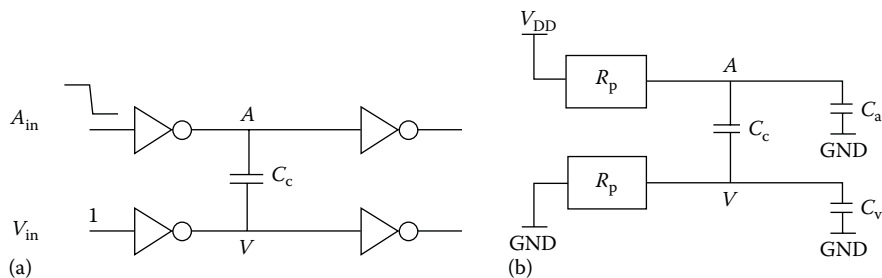 A_in
1
V_in
A
C_c
V
(a)
V_DD
R_p
A
C_c
C_a
GND
R_p
V
C_v
GND
GND
(b)